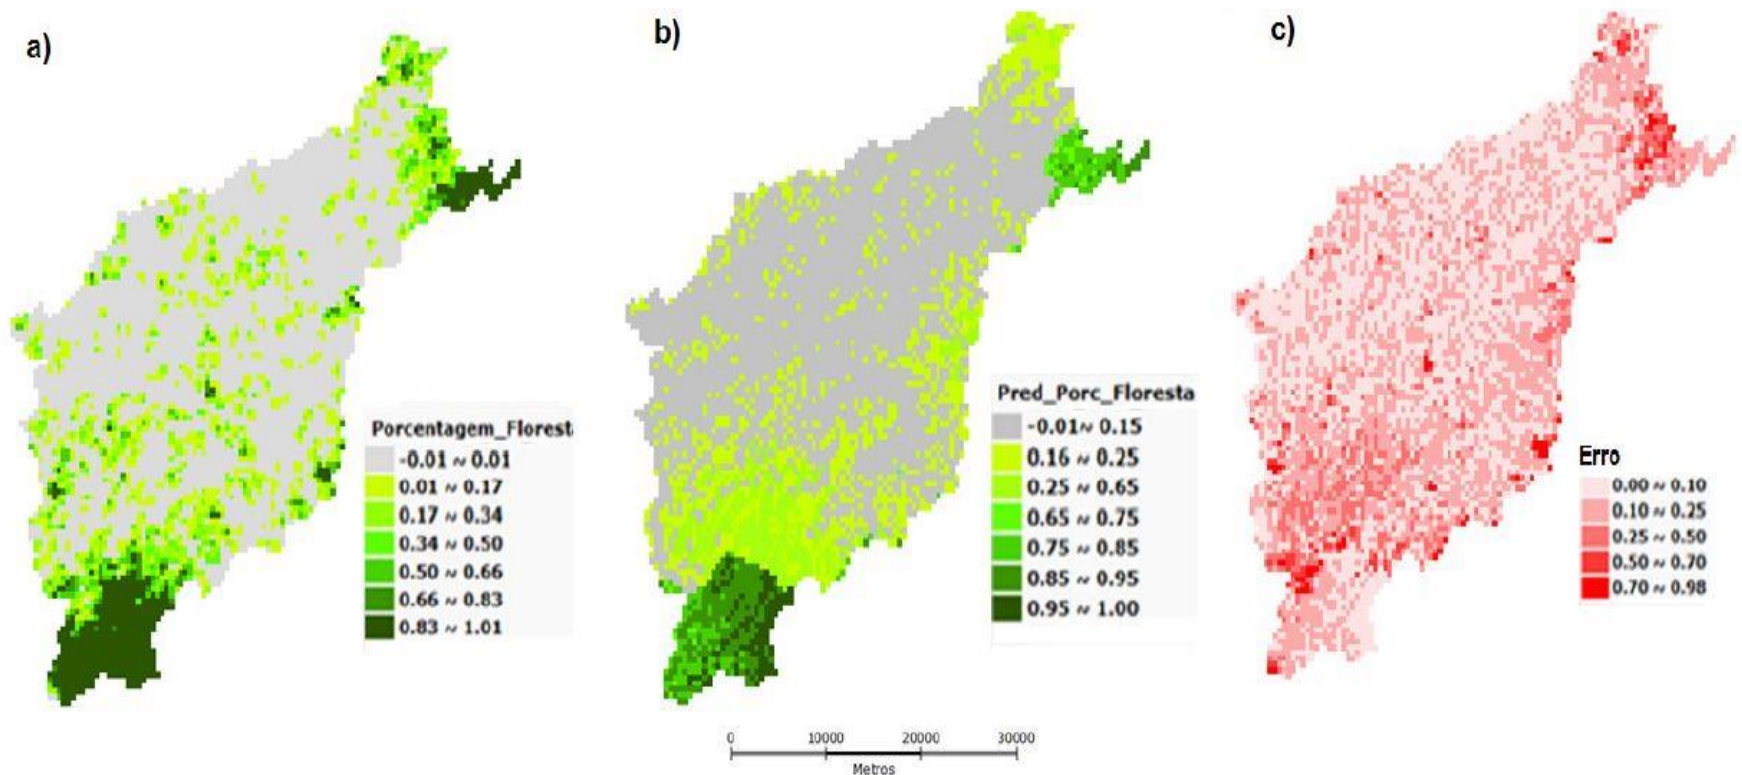 a)
b)
c)
Porcentagem_Florest
-0.01 ~ 0.01
0.01 ~ 0.17
0.17 ~ 0.34
0.34 ~ 0.50
0.50 ~ 0.66
0.66 ~ 0.83
0.83 ~ 1.01
Pred_Porc_Floresta
-0.01~ 0.15
0.16 ~ 0.25
0.25 ~ 0.65
0.65 ~ 0.75
0.75 ~ 0.85
0.85 ~ 0.95
0.95 ~ 1.00
Erro
0.00 ~ 0.10
0.10 ~ 0.25
0.25 ~ 0.50
0.50 ~ 0.70
0.70 ~ 0.98
0 10000 20000 30000
Metros